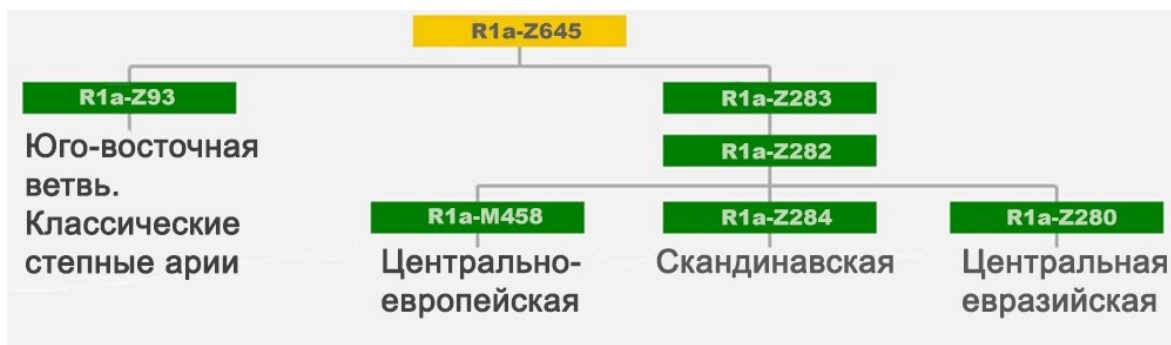 R1a-Z645
R1a-Z93
R1a-Z283
Юго-восточная
ветвь.
Классические
степные арии
R1a-Z282
R1a-M458
R1a-Z284
R1a-Z280
Центрально-
европейская
Скандинавская
Центральная
евразийская